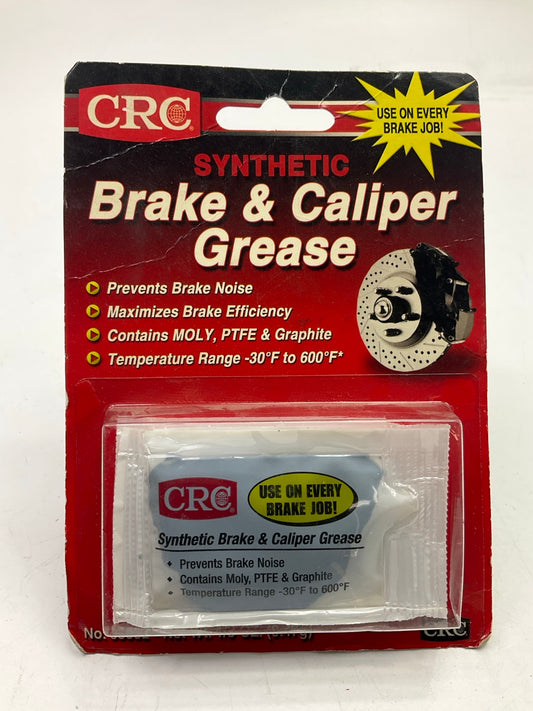 CRC
USE ON EVERY
BRAKE JOB!
SYNTHETIC
Brake & Caliper
Grease
Prevents Brake Noise
Maximizes Brake Efficiency
Contains MOLY, PTFE & Graphite
Temperature Range -30°F to 600°F*
CRC
USE ON EVERY
BRAKE JOB!
Synthetic Brake & Caliper Grease
• Prevents Brake Noise
• Contains Moly, PTFE & Graphite
• Temperature Range -30°F to 600°F
No.
CRC